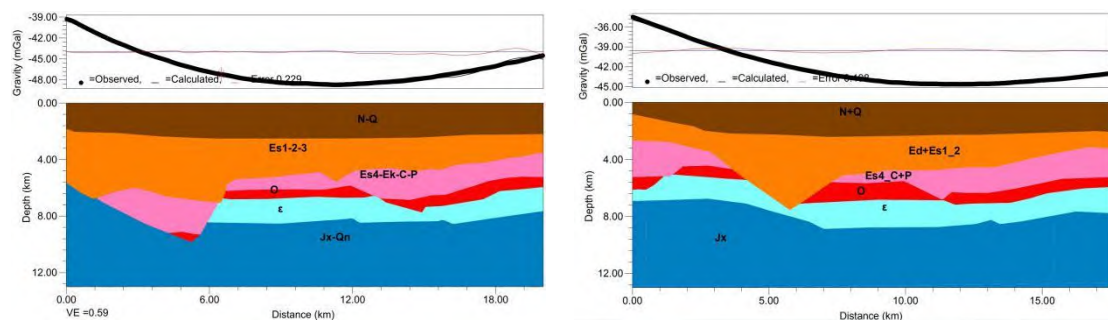 -39.00
-42.00
-45.00
-48.00
Gravity (mGal)
=Observed, =Calculated, =Error 0.229
0.00
4.00
8.00
12.00
Depth (km)
N-Q
Es1-2-3
Es4-Ek-C-P
O
ε
Jx-Qn
0.00 6.00 12.00 18.00
VE =0.59
Distance (km)
-36.00
-39.00
-42.00
-45.00
Gravity (mGal)
=Observed, =Calculated,
0.00
4.00
8.00
12.00
Depth (km)
N+Q
Ed+Es1_2
Es4_C+P
O
ε
Jx
0.00 5.00 10.00 15.00
Distance (km)